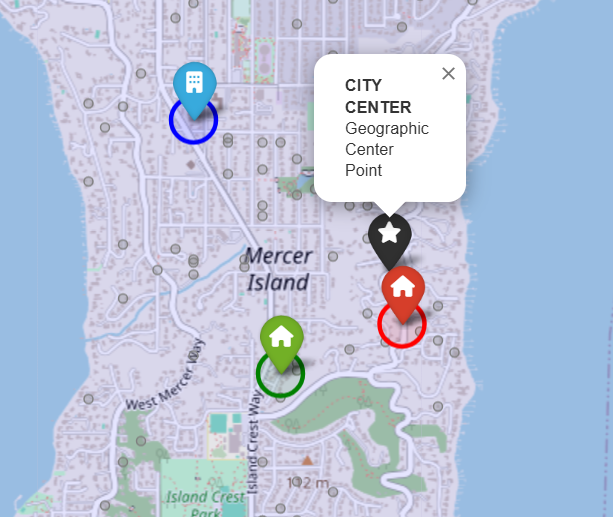 CITY
CENTER
Geographic
Center
Point
Mercer
Island
West Mercer Way
Island Crest Way
102 m
Island Crest
Park